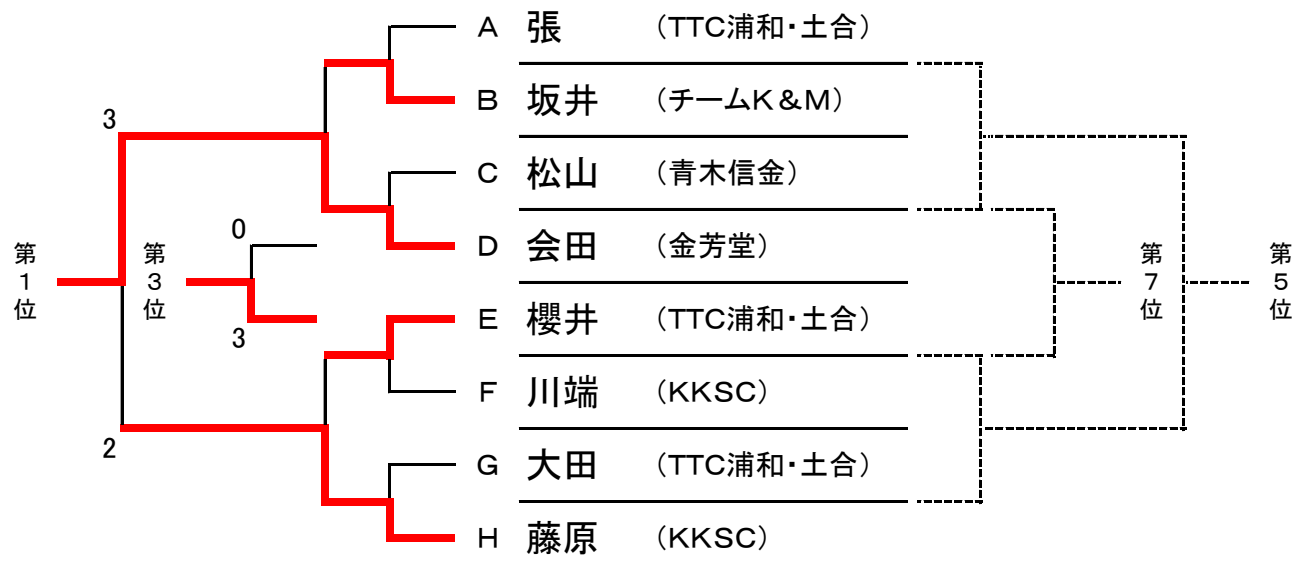 A 張 （TTC浦和・土合）
B 坂井 （チームK&M）
3
C 松山 （青木信金）
0
D 会田 （金芳堂）
第1位
第3位
第7位
第5位
E 櫻井 （TTC浦和・土合）
3
F 川端 （KKSC）
2
G 大田 （TTC浦和・土合）
H 藤原 （KKSC）